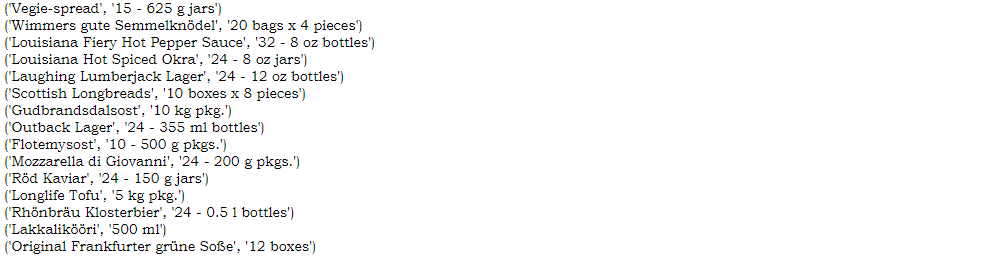 ('Vegie-spread', '15 - 625 g jars')
('Wimmers gute Semmelknödel', '20 bags x 4 pieces')
('Louisiana Fiery Hot Pepper Sauce', '32 - 8 oz bottles')
('Louisiana Hot Spiced Okra', '24 - 8 oz jars')
('Laughing Lumberjack Lager', '24 - 12 oz bottles')
('Scottish Longbreads', '10 boxes x 8 pieces')
('Gudbrandsdalsost', '10 kg pkg.')
('Outback Lager', '24 - 355 ml bottles')
('Flotemysost', '10 - 500 g pkgs.')
('Mozzarella di Giovanni', '24 - 200 g pkgs.')
('Röd Kaviar', '24 - 150 g jars')
('Longlife Tofu', '5 kg pkg.')
('Rhönbräu Klosterbier', '24 - 0.5 l bottles')
('Lakkalikööri', '500 ml')
('Original Frankfurter grüne Soße', '12 boxes')